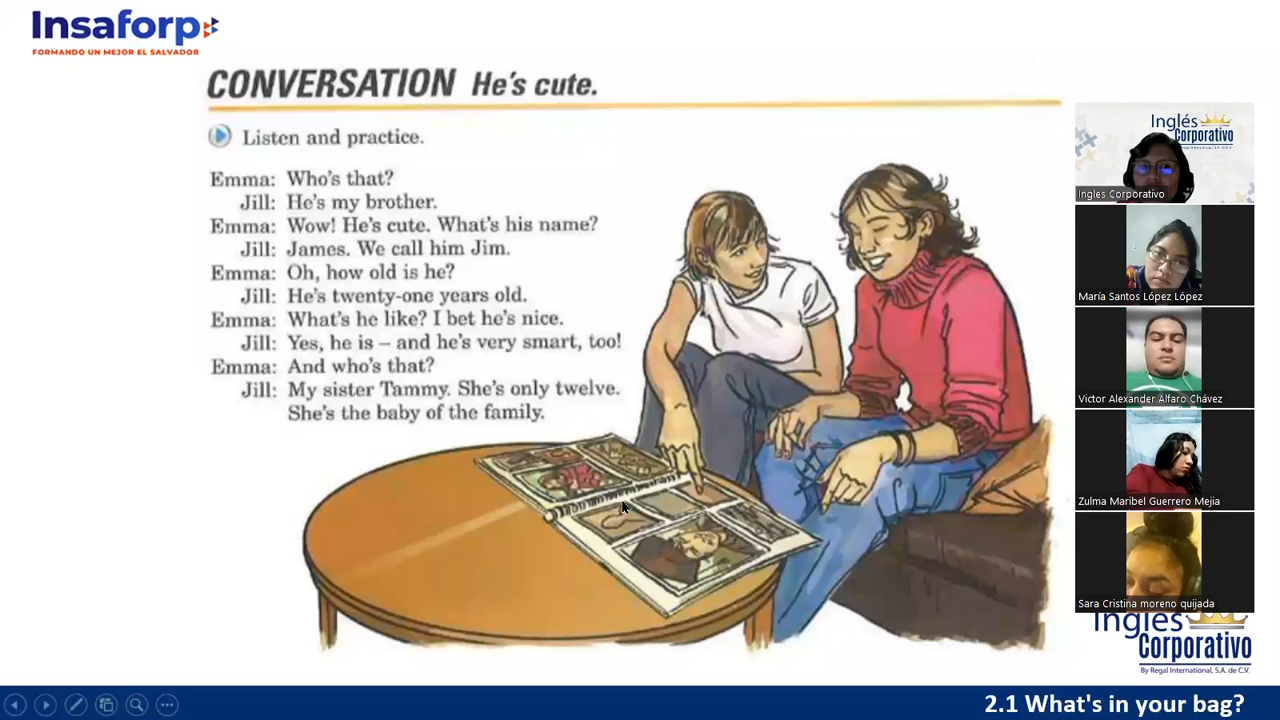 Insaforp
FORMANDO UN MEJOR EL SALVADOR
CONVERSATION He's cute.
Listen and practice.
Emma: Who's that?
Jill: He's my brother.
Emma: Wow! He's cute. What's his name?
Jill: James. We call him Jim.
Emma: Oh, how old is he?
Jill: He's twenty-one years old.
Emma: What's he like? I bet he's nice.
Jill: Yes, he is – and he's very smart, too!
Emma: And who's that?
Jill: My sister Tammy. She's only twelve.
She's the baby of the family.
Inglés
Corporativo
Ingles Corporativo
María Santos López López
Victor Alexander Alfaro Chávez
Zulma Maribel Guerrero Mejia
Sara Cristina moreno quijada
Inglés
Corporativo
By Regal International, S.A. de C.V.
2.1 What's in your bag?